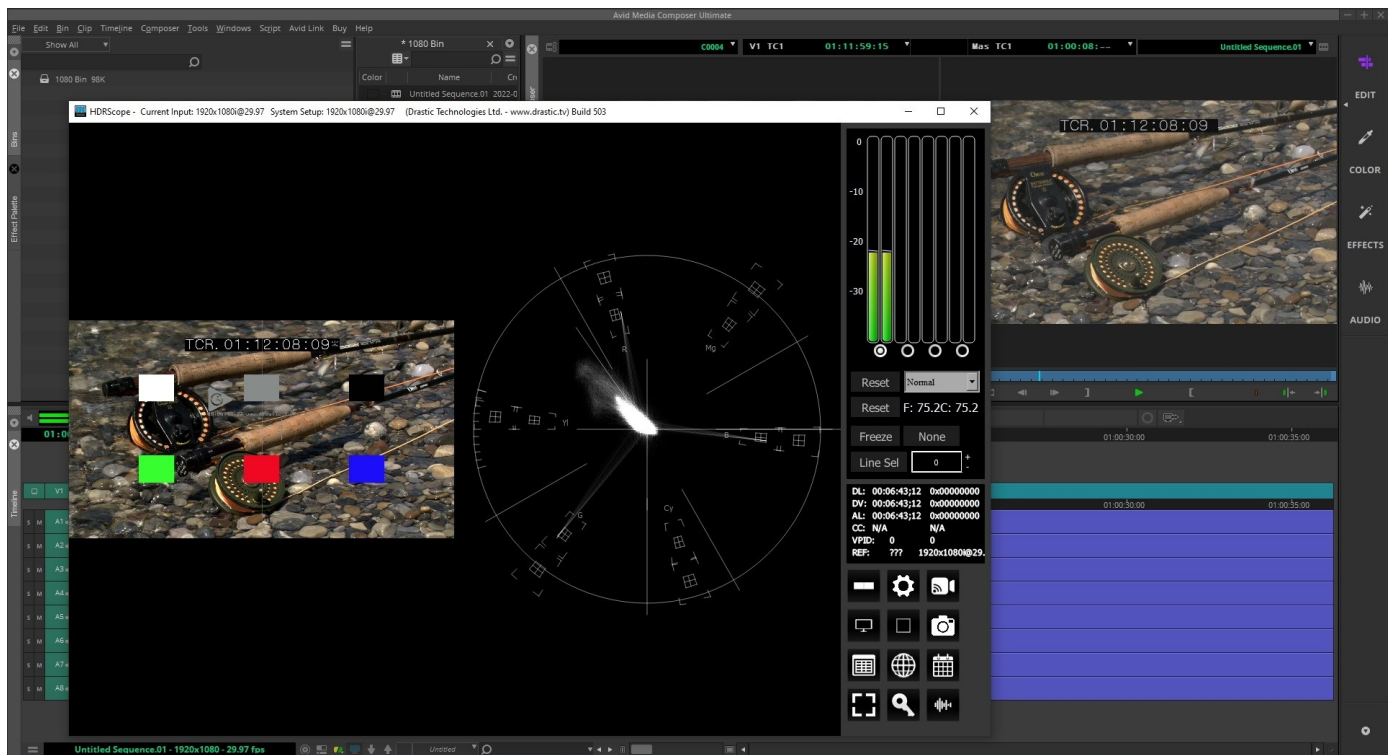 Avid Media Composer Ultimate
File Edit Bin Clip Timeline Composer Tools Windows Script Avid Link Buy Help
Show All
* 1080 Bin
C0004 V1 TC1 01:11:59:15 Mas TC1 01:00:08:-- Untitled Sequence.01
1080 Bin 98K
Color Name
Untitled Sequence.01 2022-0
HDRScope - Current Input: 1920x1080i@29.97 System Setup: 1920x1080i@29.97 (Drastic Technologies Ltd. - www.drastic.tv) Build 503
Bins
Effect Palette
Timeline
EDIT
COLOR
EFFECTS
AUDIO
TCR. 01:12:08:09
TCR. 01:12:08:09
R
Mg
Yl
B
G
Cy
0
-10
-20
-30
Reset Normal
Reset F: 75.2C: 75.2
Freeze None
Line Sel 0 + -
DL: 00:06:43;12 0x00000000
DV: 00:06:43;12 0x00000000
AL: 00:06:43;12 0x00000000
CC: N/A N/A
VPID: 0 0
REF: ??? 1920x1080i@29.
01:00:30:00 01:00:35:00
01:00:30:00 01:00:35:00
V1
S M A1
S M A2
S M A3
S M A4
S M A5
S M A6
S M A7
S M A8
Untitled Sequence.01 - 1920x1080 - 29.97 fps
Untitled